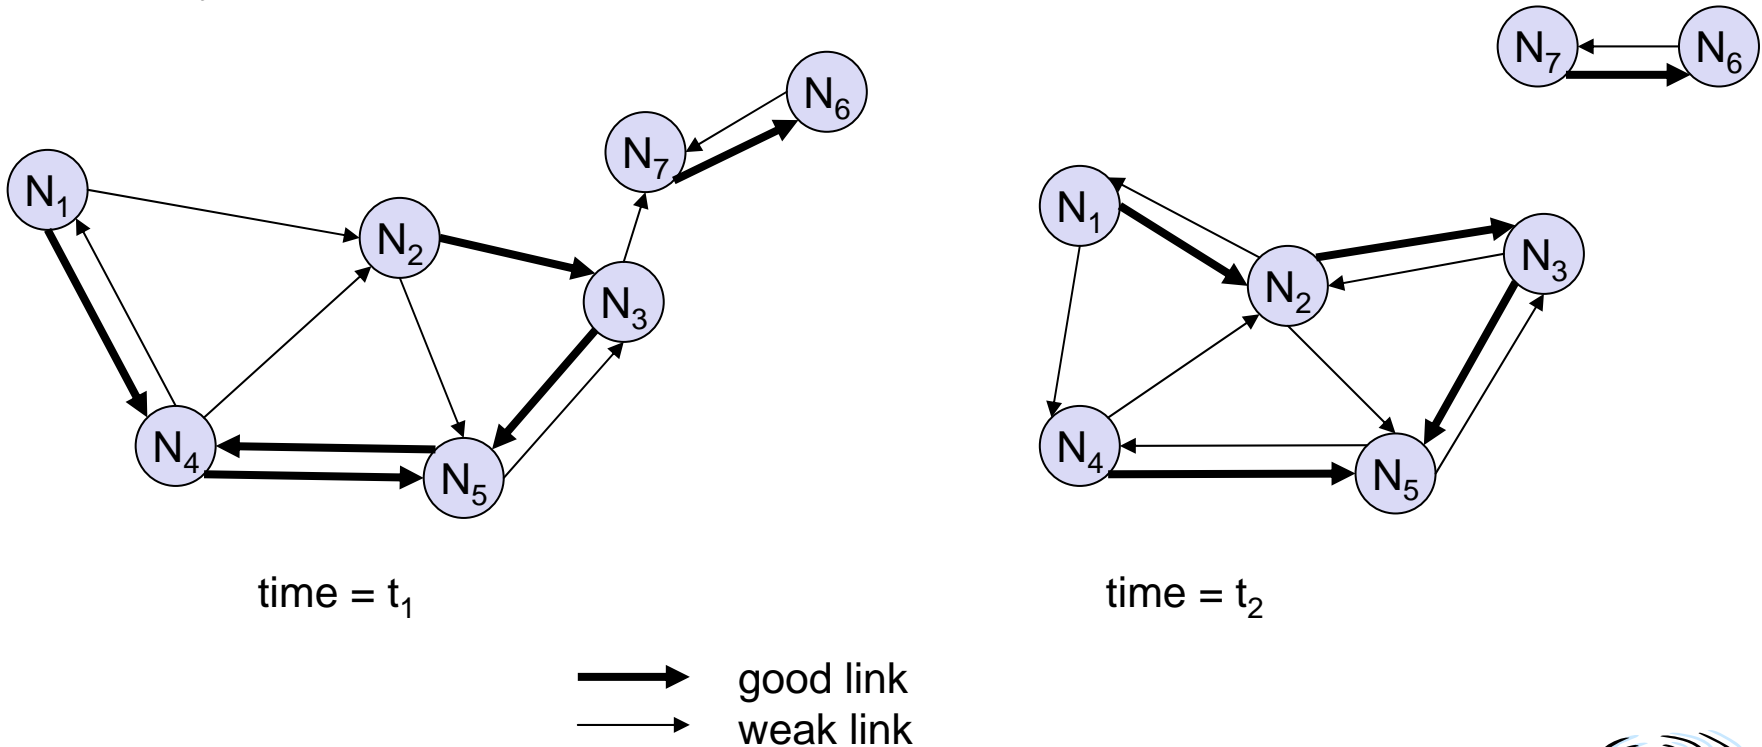 N₇ N₆
N₆
N₇
N₁ N₁
N₂ N₃
N₃ N₂
N₄ N₅ N₄ N₅
time = t₁ time = t₂
good link
weak link